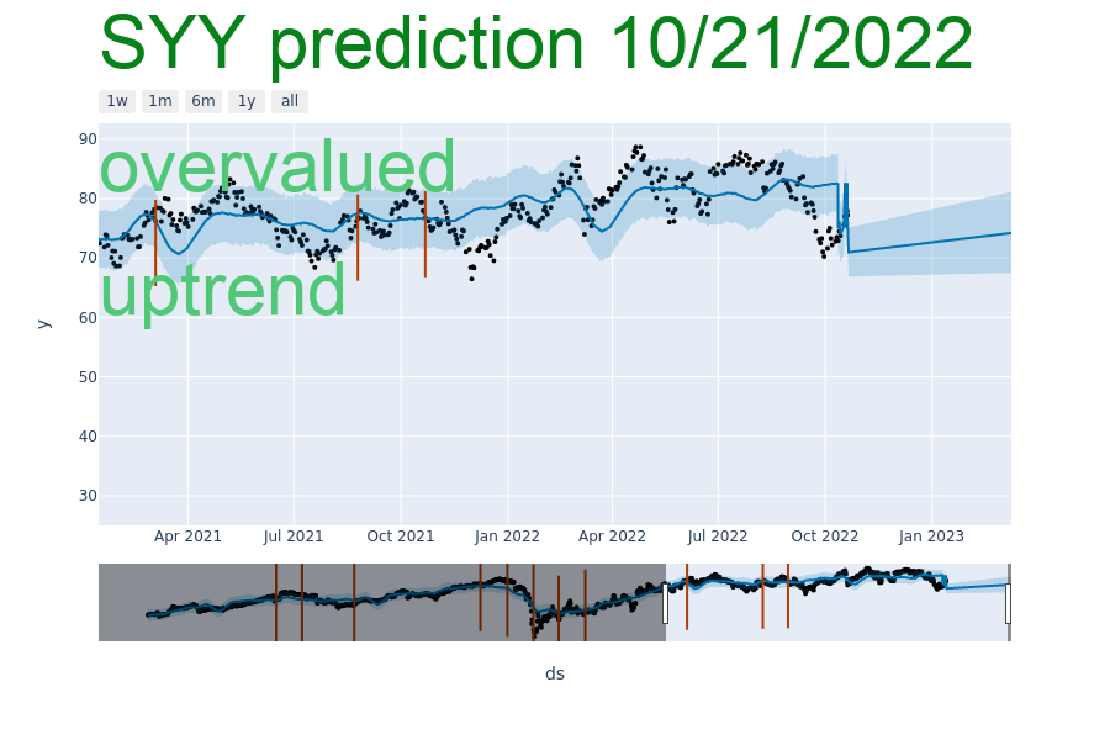 SYY prediction 10/21/2022
1w 1m 6m 1y all
90
overvalued
80
70
uptrend
60
y
50
40
30
Apr 2021 Jul 2021 Oct 2021 Jan 2022 Apr 2022 Jul 2022 Oct 2022 Jan 2023
ds